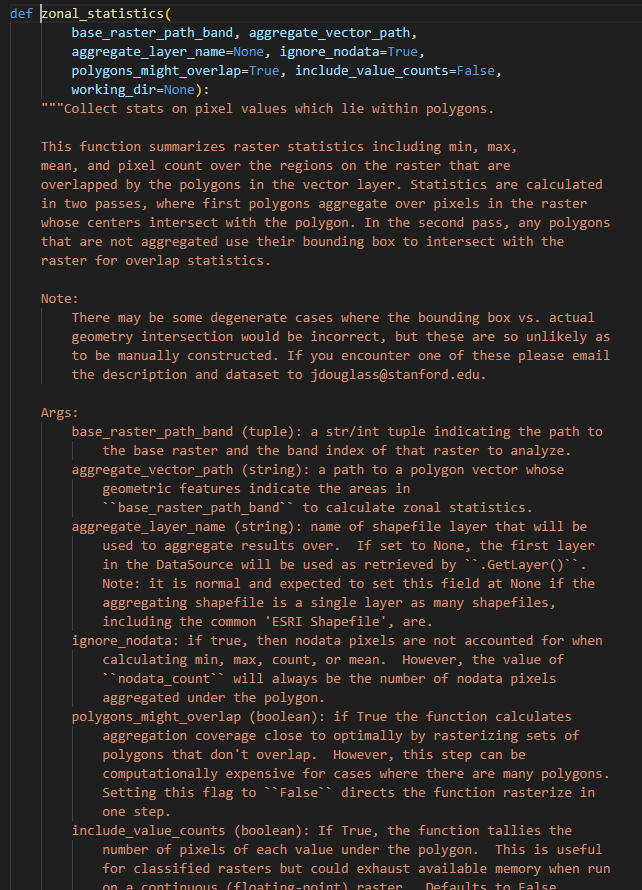 def zonal_statistics(
base_raster_path_band, aggregate_vector_path,
aggregate_layer_name=None, ignore_nodata=True,
polygons_might_overlap=True, include_value_counts=False,
working_dir=None):
"""Collect stats on pixel values which lie within polygons.
This function summarizes raster statistics including min, max,
mean, and pixel count over the regions on the raster that are
overlapped by the polygons in the vector layer. Statistics are calculated
in two passes, where first polygons aggregate over pixels in the raster
whose centers intersect with the polygon. In the second pass, any polygons
that are not aggregated use their bounding box to intersect with the
raster for overlap statistics.
Note:
There may be some degenerate cases where the bounding box vs. actual
geometry intersection would be incorrect, but these are so unlikely as
to be manually constructed. If you encounter one of these please email
the description and dataset to jdouglass@stanford.edu.
Args:
base_raster_path_band (tuple): a str/int tuple indicating the path to
the base raster and the band index of that raster to analyze.
aggregate_vector_path (string): a path to a polygon vector whose
geometric features indicate the areas in
``base_raster_path_band`` to calculate zonal statistics.
aggregate_layer_name (string): name of shapefile layer that will be
used to aggregate results over.  If set to None, the first layer
in the DataSource will be used as retrieved by ``.GetLayer()``.
Note: it is normal and expected to set this field at None if the
aggregating shapefile is a single layer as many shapefiles,
including the common 'ESRI Shapefile', are.
ignore_nodata: if true, then nodata pixels are not accounted for when
calculating min, max, count, or mean.  However, the value of
``nodata_count`` will always be the number of nodata pixels
aggregated under the polygon.
polygons_might_overlap (boolean): if True the function calculates
aggregation coverage close to optimally by rasterizing sets of
polygons that don't overlap.  However, this step can be
computationally expensive for cases where there are many polygons.
Setting this flag to ``False`` directs the function rasterize in
one step.
include_value_counts (boolean): If True, the function tallies the
number of pixels of each value under the polygon.  This is useful
for classified rasters but could exhaust available memory when run
on a continuous (floating-point) raster.  Defaults to False